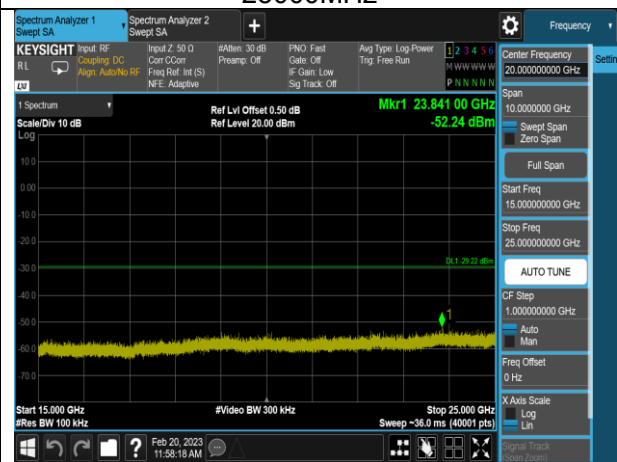 Spectrum Analyzer 1
Swept SA
Spectrum Analyzer 2
Swept SA
+
Frequency
KEYSIGHT
RL
LXI
Input: RF
Coupling: DC
Align: Auto/No RF
Input Z: 50 Ω
Corr CCorr
Freq Ref: Int (S)
NFE: Adaptive
#Atten: 30 dB
Preamp: Off
PNO: Fast
Gate: Off
IF Gain: Low
Sig Track: Off
Avg Type: Log-Power
Trig: Free Run
1 2 3 4 5 6
M W W W W W
P N N N N N
1 Spectrum
Scale/Div 10 dB
Log
Ref Lvl Offset 0.50 dB
Ref Level 20.00 dBm
Mkr1 23.841 00 GHz
-52.24 dBm
10.0
0.00
-10.0
-20.0
-30.0
-40.0
-50.0
-60.0
-70.0
DL1 -29.22 dBm
1
Start 15.000 GHz
#Res BW 100 kHz
#Video BW 300 kHz
Stop 25.000 GHz
Sweep ~36.0 ms (40001 pts)
Center Frequency
20.000000000 GHz
Settin
Span
10.0000000 GHz
Swept Span
Zero Span
Full Span
Start Freq
15.000000000 GHz
Stop Freq
25.000000000 GHz
AUTO TUNE
CF Step
1.000000000 GHz
Auto
Man
Freq Offset
0 Hz
X Axis Scale
Log
Lin
Signal Track
(Span Zoom)
?
Feb 20, 2023
11:58:18 AM